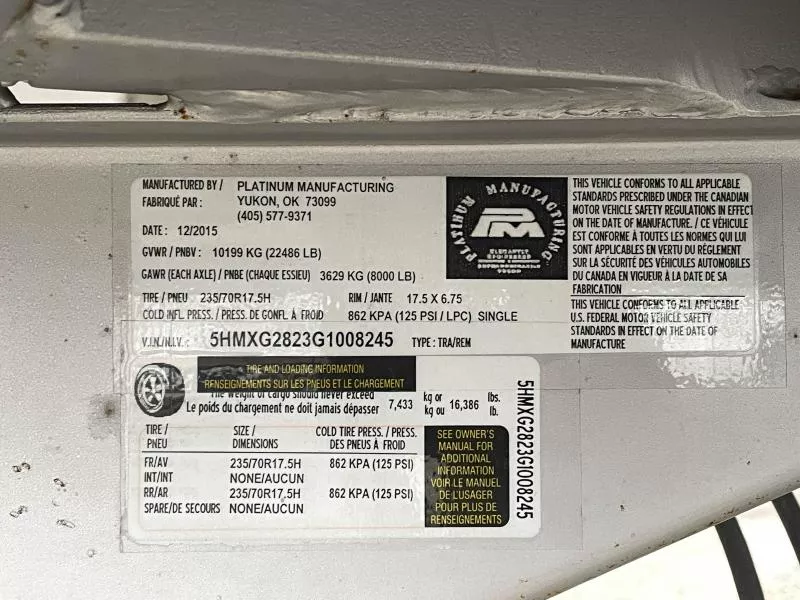 MANUFACTURED BY / PLATINUM MANUFACTURING
FABRIQUÉ PAR : YUKON, OK 73099
(405) 577-9371
DATE : 12/2015
GVWR / PNBV : 10199 KG (22486 LB)
GAWR (EACH AXLE) / PNBE (CHAQUE ESSIEU) 3629 KG (8000 LB)
TIRE / PNEU 235/70R17.5H RIM / JANTE 17.5 X 6.75
COLD INFL. PRESS. / PRESS. DE GONFL. À FROID 862 KPA (125 PSI / LPC) SINGLE
V.I.N./N.I.V.: 5HMXG2823G1008245 TYPE : TRA/REM
PLATINUM MANUFACTURING
PM
THIS VEHICLE CONFORMS TO ALL APPLICABLE
STANDARDS PRESCRIBED UNDER THE CANADIAN
MOTOR VEHICLE SAFETY REGULATIONS IN EFFECT
ON THE DATE OF MANUFACTURE. / CE VÉHICULE
EST CONFORME À TOUTES LES NORMES QUI LUI
SONT APPLICABLES EN VERTU DU RÉGLEMENT
SUR LA SÉCURITÉ DES VÉHICULES AUTOMOBILES
DU CANADA EN VIGUEUR À LA DATE DE SA
FABRICATION
THIS VEHICLE CONFOEMS TO ALL APPLICABLE
U.S. FEDERAL MOTOR VEHICLE SAFETY
STANDARDS IN EFFECT ON THE DATE OF
MANUFACTURE
TIRE AND LOADING INFORMATION
RENSEIGNEMENTS SUR LES PNEUS ET LE CHARGEMENT
The weight of cargo should never exceed
Le poids du chargement ne doit jamais dépasser 7,433 kg or kg ou 16,386 lbs. lb.
TIRE / PNEU SIZE / DIMENSIONS COLD TIRE PRESS. / PRESS. DES PNEUS À FROID
FR/AV 235/70R17.5H 862 KPA (125 PSI)
INT/INT NONE/AUCUN
RR/AR 235/70R17.5H 862 KPA (125 PSI)
SPARE/DE SECOURS NONE/AUCUN
SEE OWNER'S
MANUAL FOR
ADDITIONAL
INFORMATION
VOIR LE MANUEL
DE L'USAGER
POUR PLUS DE
RENSEIGNEMENTS
5HMXG2823G1008245